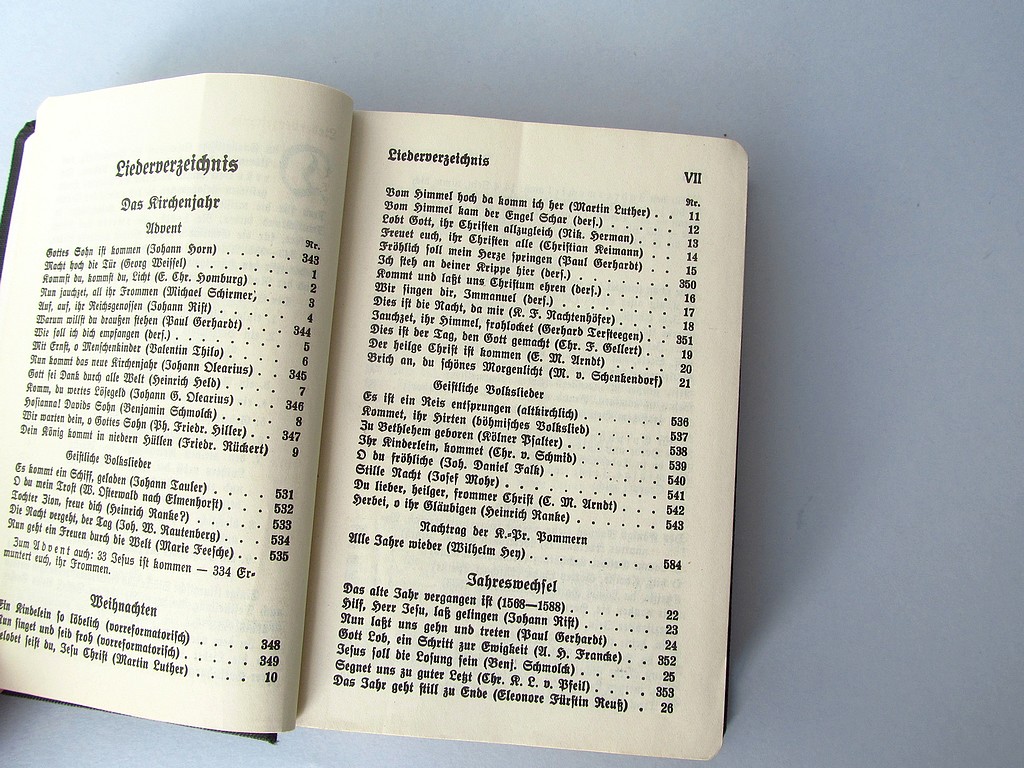 Liederverzeichnis
Das Kirchenjahr
Advent
Nr.
Gottes Sohn ist kommen (Johann Horn) . . . . . 343
Macht hoch die Tür (Georg Weissel) . . . . . . 1
Kommst du, kommst du, Licht (E. Chr. Homburg) . . . 2
Nun jauchzet, all ihr Frommen (Michael Schirmer, . . 3
Auf, auf, ihr Reichsgenossen (Johann Rist) . . . . 4
Warum willst du draußen stehen (Paul Gerhardt) . . . 344
Wie soll ich dich empfangen (ders.) . . . . . . 5
Mit Ernst, o Menschenkinder (Valentin Thilo) . . . . 6
Nun kommt das neue Kirchenjahr (Johann Olearius) . . 345
Gott sei Dank durch alle Welt (Heinrich Held) . . . . 7
Komm, du wertes Lösegeld (Johann G. Olearius) . . . 346
Hosianna! Davids Sohn (Benjamin Schmolck) . . . . 8
Wir warten dein, o Gottes Sohn (Ph. Friedr. Hiller) . . 347
Dein König kommt in niedern Hüllen (Friedr. Rückert) 9
Geistliche Volkslieder
Es kommt ein Schiff, geladen (Johann Tauler) . . . . 531
O du mein Trost (W. Osterwald nach Elmenhorst) . . . 532
Tochter Zion, freue dich (Heinrich Ranke?) . . . . 533
Die Nacht vergeht, der Tag (Joh. W. Rautenberg) . . 534
Nun geht ein Freuen durch die Welt (Marie Feesche) . . 535
Zum Advent auch: 33 Jesus ist kommen — 334 Er-
muntert euch, ihr Frommen.
Weihnachten
Ein Kindelein so löbelich (vorreformatorisch) . . . . 348
Nun singet und seid froh (vorreformatorisch) . . . . 349
elobet seist du, Jesu Christ (Martin Luther) . . . . 10
Liederverzeichnis
VII
Nr.
Vom Himmel hoch da komm ich her (Martin Luther) . . 11
Vom Himmel kam der Engel Schar (ders.) . . . . . 12
Lobt Gott, ihr Christen allzugleich (Nik. Herman) . . . 13
Freuet euch, ihr Christen alle (Christian Keimann) . . 14
Fröhlich soll mein Herze springen (Paul Gerhardt) . . . 15
Ich steh an deiner Krippe hier (ders.) . . . . . . 350
Kommt und laßt uns Christum ehren (ders.) . . . . 16
Wir singen dir, Immanuel (ders.) . . . . . . . 17
Dies ist die Nacht, da mir (K. F. Nachtenhöfer) . . . 18
Jauchzet, ihr Himmel, frohlocket (Gerhard Tersteegen) . . 351
Dies ist der Tag, den Gott gemacht (Chr. F. Gellert) . . 19
Der heilge Christ ist kommen (E. M. Arndt) . . . . 20
Brich an, du schönes Morgenlicht (M. v. Schenkendorf) 21
Geistliche Volkslieder
Es ist ein Reis entsprungen (altkirchlich) . . . . . 536
Kommet, ihr Hirten (böhmisches Volkslied) . . . . . 537
Zu Bethlehem geboren (Kölner Psalter) . . . . . . 538
Ihr Kinderlein, kommet (Chr. v. Schmid) . . . . . 539
O du fröhliche (Joh. Daniel Falk) . . . . . . . 540
Stille Nacht (Josef Mohr) . . . . . . . . . 541
Du lieber, heilger, frommer Christ (E. M. Arndt) . . . 542
Herbei, o ihr Gläubigen (Heinrich Ranke) . . . . . 543
Nachtrag der K.-Pr. Pommern
Alle Jahre wieder (Wilhelm Hey) . . . . . . . 584
Jahreswechsel
Das alte Jahr vergangen ist (1568—1588) . . . . . 22
Hilf, Herr Jesu, laß gelingen (Johann Rist) . . . . . 23
Nun laßt uns gehn und treten (Paul Gerhardt) . . . . 24
Gott Lob, ein Schritt zur Ewigkeit (A. H. Francke) . . 352
Jesus soll die Losung sein (Benj. Schmolck) . . . . 25
Segnet uns zu guter Letzt (Chr. K. L. v. Pfeil) . . . . 353
Das Jahr geht still zu Ende (Eleonore Fürstin Reuß) . 26